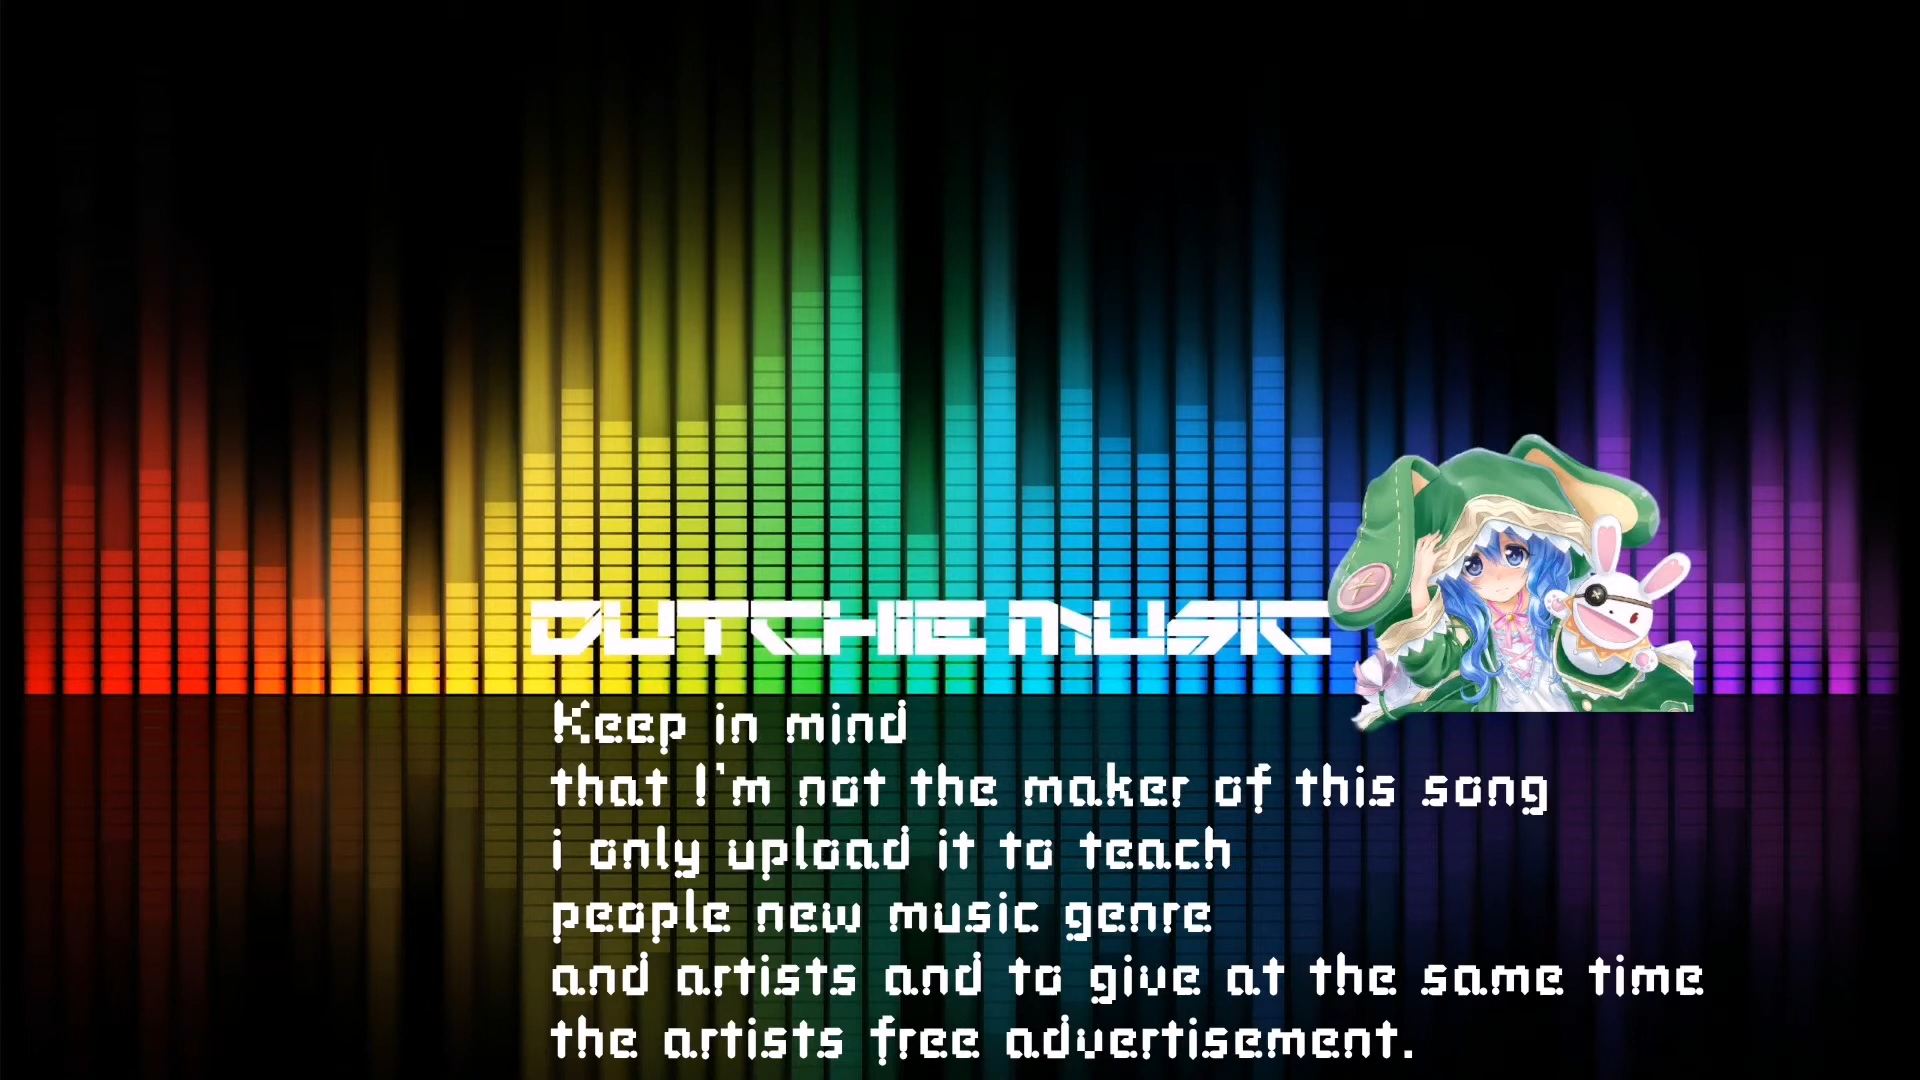 DUTCHIE MUSIC
Keep in mind
that I'm not the maker of this song
i only upload it to teach
people new music genre
and artists and to give at the same time
the artists free advertisement.